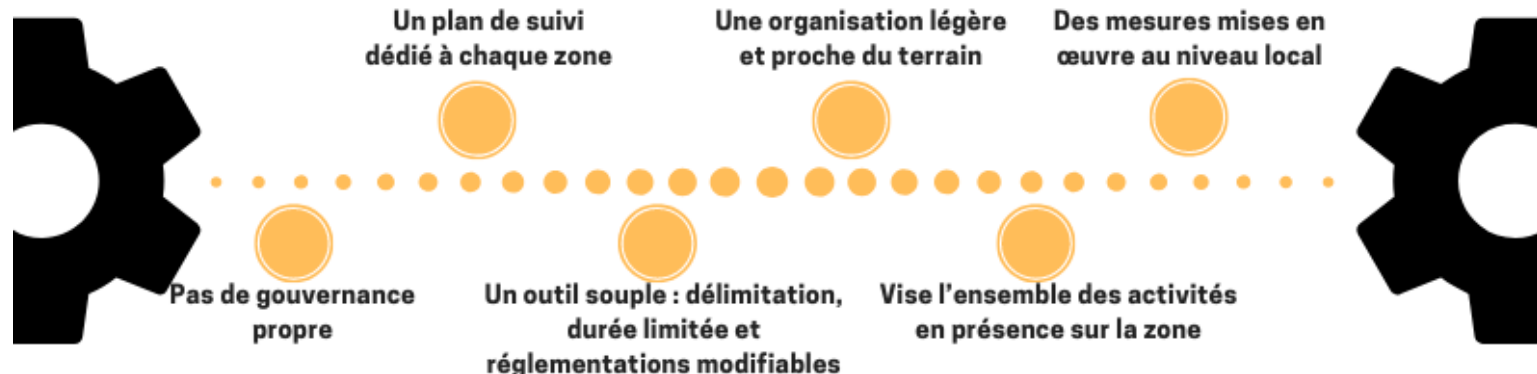 Un plan de suivi
dédié à chaque zone
Une organisation légère
et proche du terrain
Des mesures mises en
œuvre au niveau local
Pas de gouvernance
propre
Un outil souple : délimitation,
durée limitée et
réglementations modifiables
Vise l’ensemble des activités
en présence sur la zone